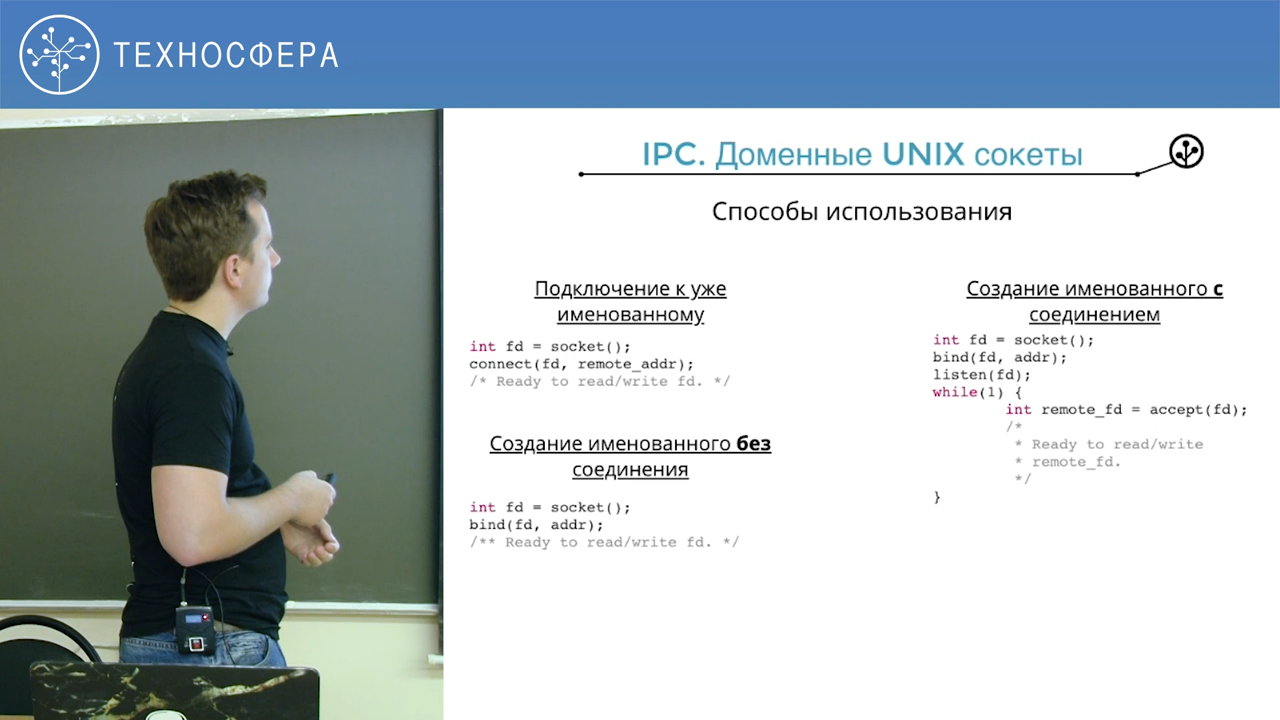 ТЕХНОСФЕРА
IPC. Доменные UNIX сокеты
Способы использования
Подключение к уже
именованному
int fd = socket();
connect(fd, remote_addr);
/* Ready to read/write fd. */
Создание именованного без
соединения
int fd = socket();
bind(fd, addr);
/** Ready to read/write fd. */
Создание именованного с
соединением
int fd = socket();
bind(fd, addr);
listen(fd);
while(1) {
int remote_fd = accept(fd);
/*
* Ready to read/write
* remote_fd.
*/
}